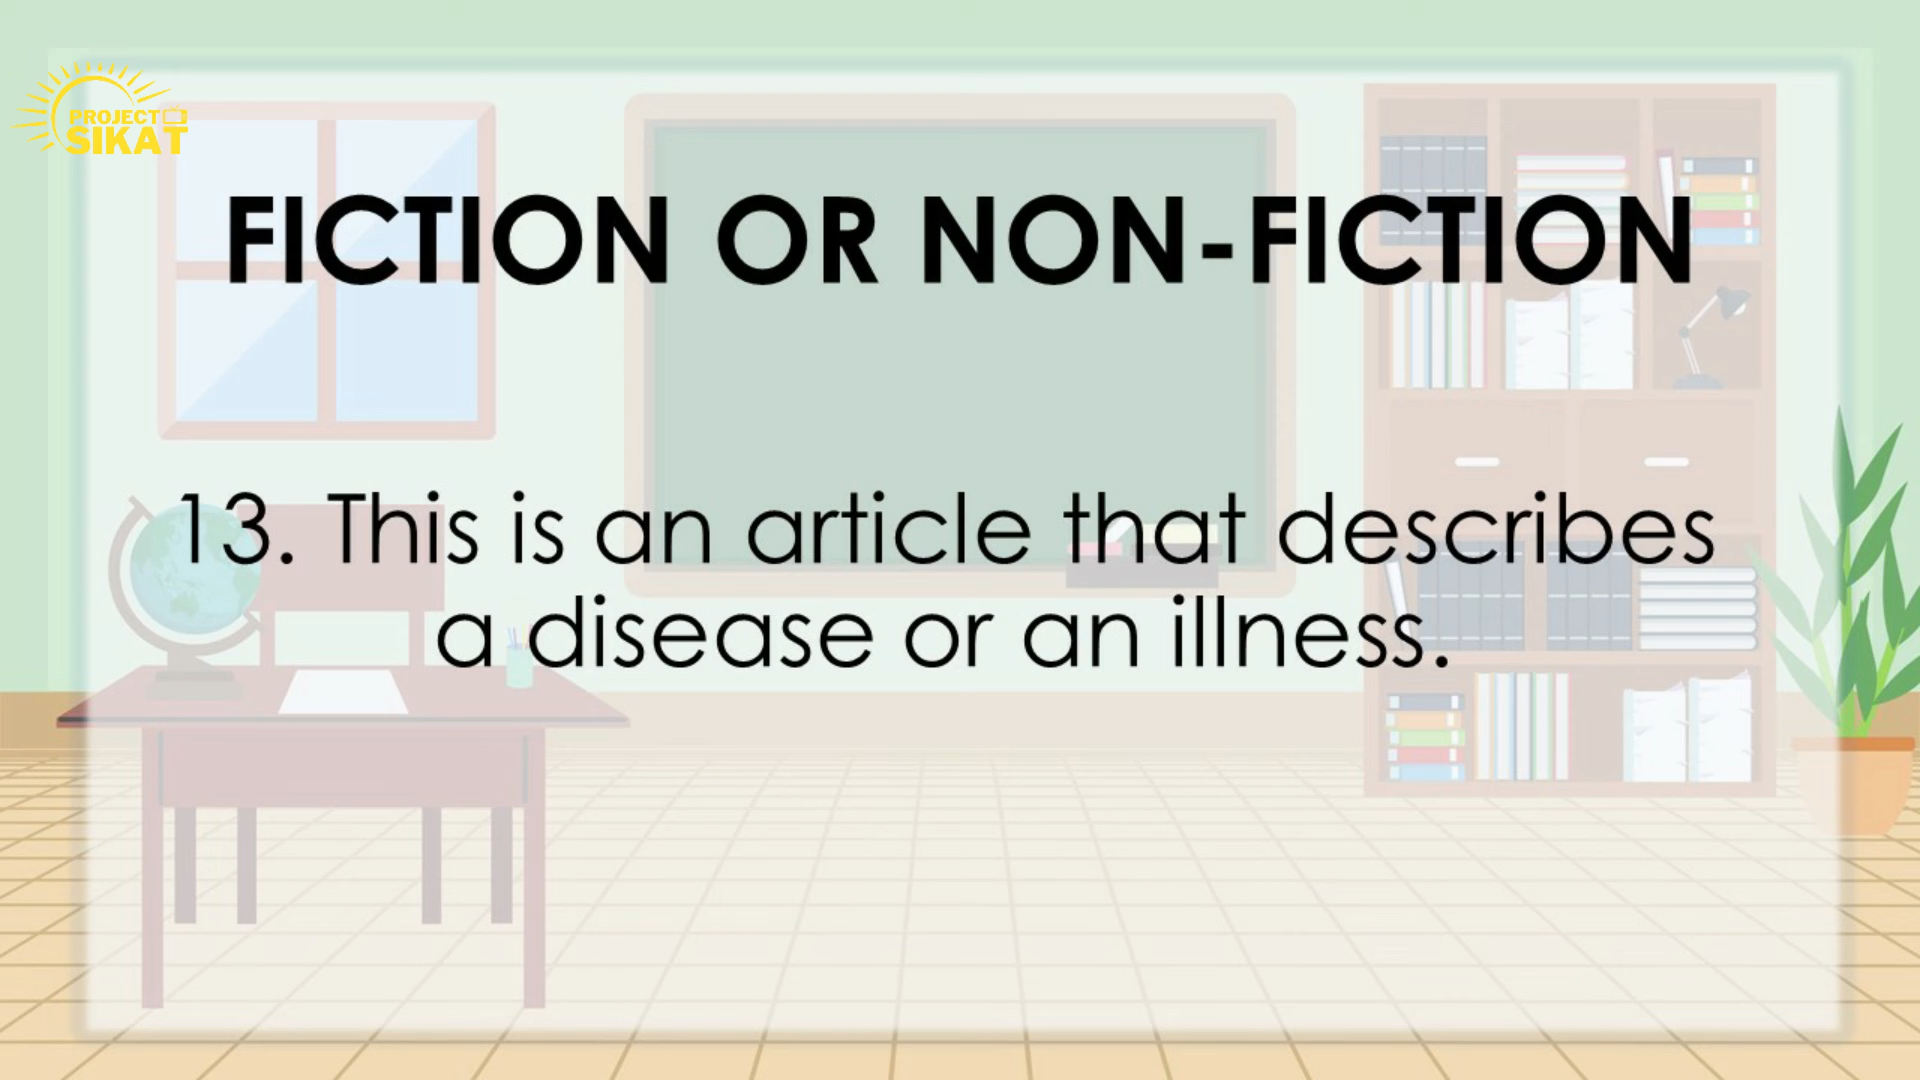 PROJECT
SIKAT
FICTION OR NON-FICTION
13. This is an article that describes
a disease or an illness.